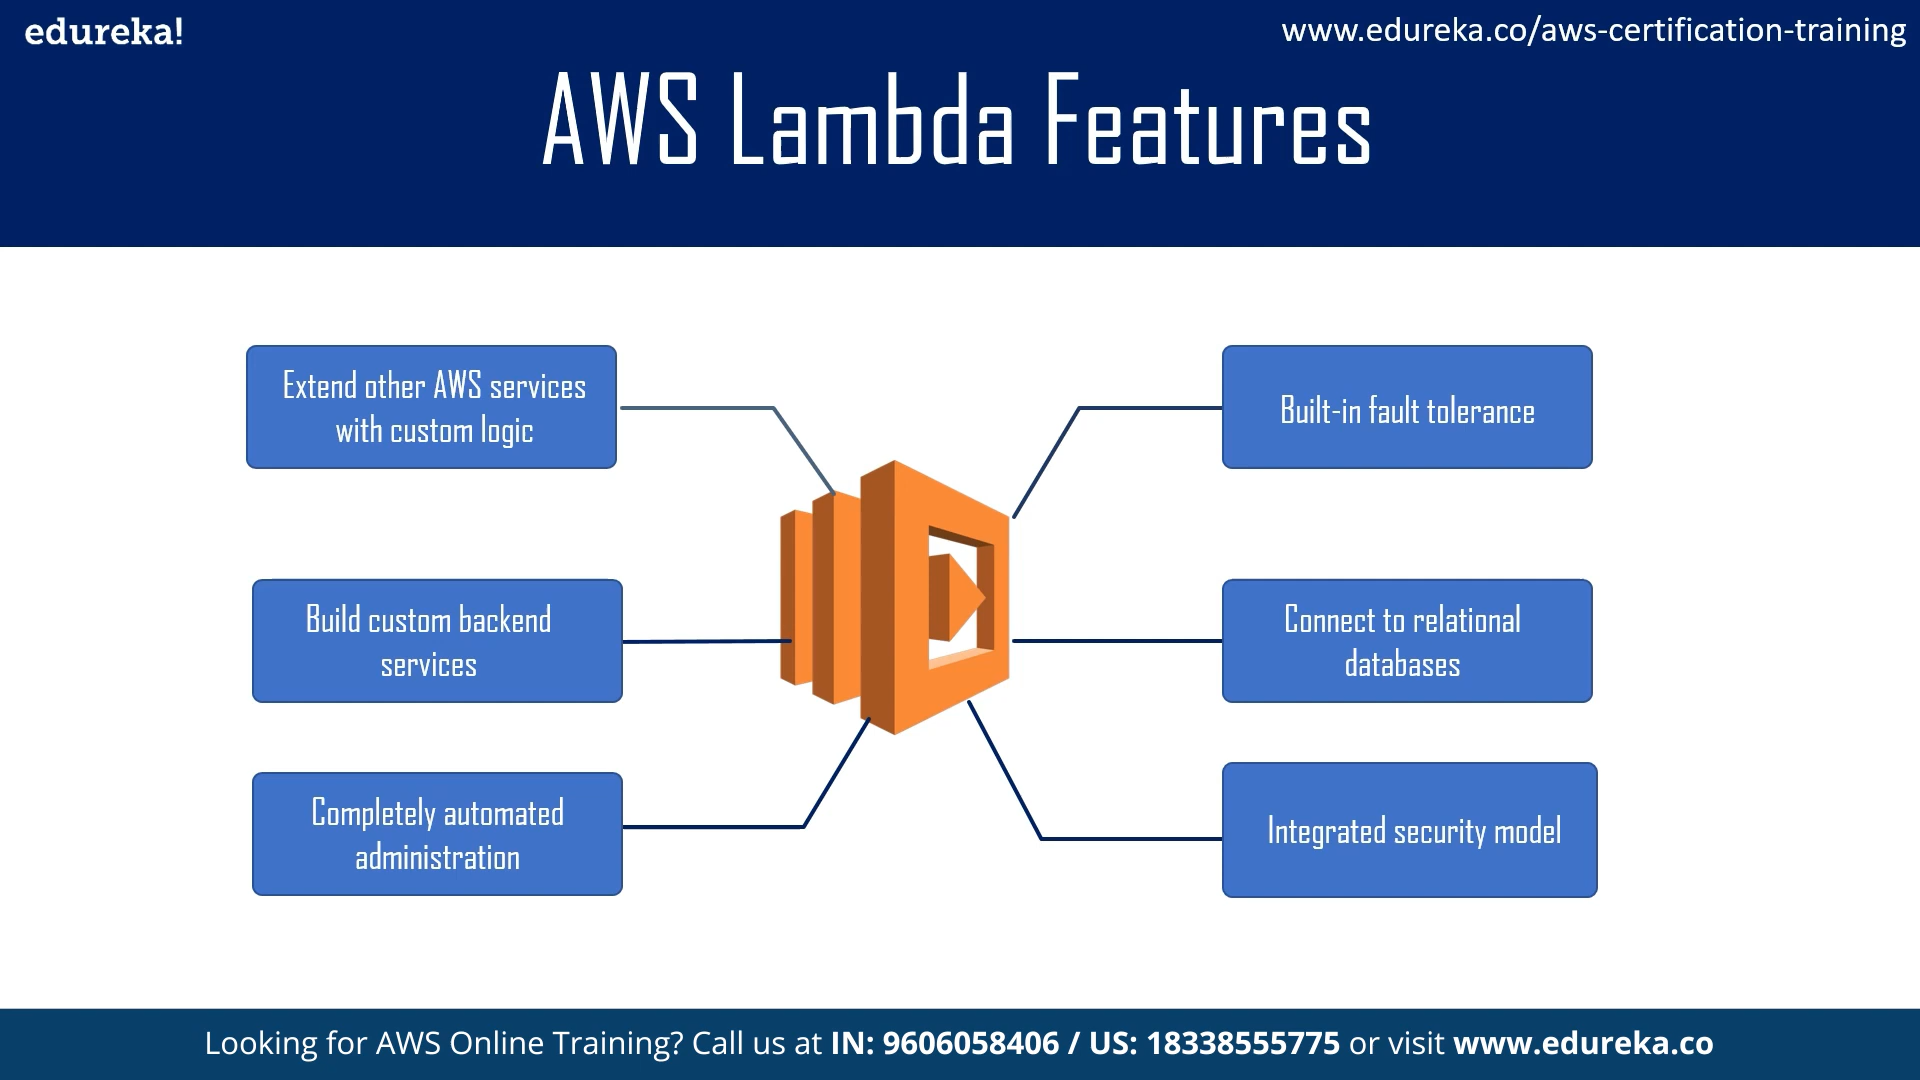 edureka!
www.edureka.co/aws-certification-training
AWS Lambda Features
Extend other AWS services
with custom logic
Built-in fault tolerance
Build custom backend
services
Connect to relational
databases
Completely automated
administration
Integrated security model
Looking for AWS Online Training? Call us at IN: 9606058406 / US: 18338555775 or visit www.edureka.co